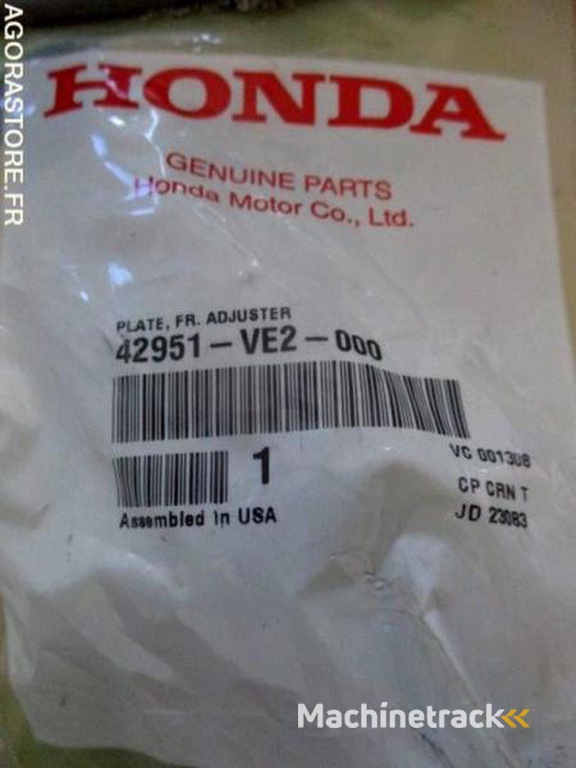 AGORASTORE.FR
HONDA
GENUINE PARTS
Honda Motor Co., Ltd.
PLATE, FR. ADJUSTER
42951-VE2-000
1
VC 001308
CP CRN T
Assembled in USA
JD 23083
Machinetrack